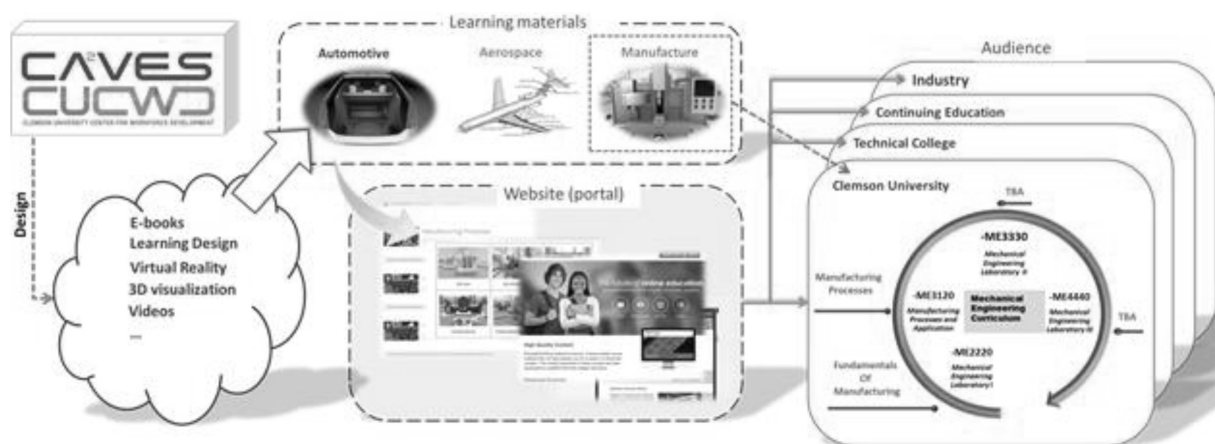 CA²VES
CUCWD
CLEMSON UNIVERSITY CENTER FOR WORKFORCE DEVELOPMENT
Design
E-books
Learning Design
Virtual Reality
3D visualization
Videos
...
Learning materials
Automotive
Aerospace
Manufacture
Website (portal)
Manufacturing Processes
online education
High Quality Content
Audience
Industry
Continuing Education
Technical College
Clemson University
TBA
-ME3330
Mechanical
Engineering
Laboratory II
Manufacturing
Processes
-ME3120
Manufacturing
Processes and
Application
Mechanical
Engineering
Curriculum
-ME4440
Mechanical
Engineering
Laboratory III
TBA
-ME2220
Mechanical
Engineering
Laboratory I
Fundamentals
Of
Manufacturing